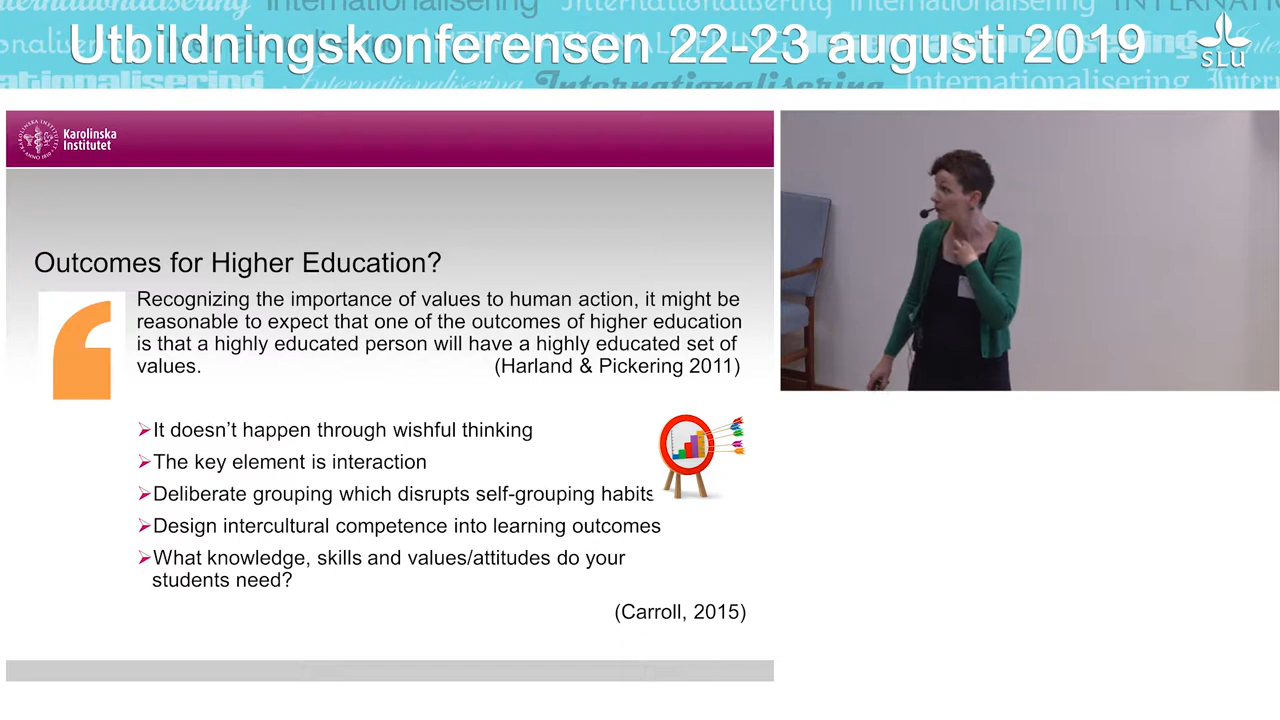 Internationalisering
Utbildningskonferensen 22-23 augusti 2019
SLU
Internationalisering
Internationalisering
Internationalisering
Karolinska
Institutet
Outcomes for Higher Education?
Recognizing the importance of values to human action, it might be
reasonable to expect that one of the outcomes of higher education
is that a highly educated person will have a highly educated set of
values. (Harland & Pickering 2011)
➢It doesn’t happen through wishful thinking
➢The key element is interaction
➢Deliberate grouping which disrupts self-grouping habits
➢Design intercultural competence into learning outcomes
➢What knowledge, skills and values/attitudes do your
students need?
(Carroll, 2015)